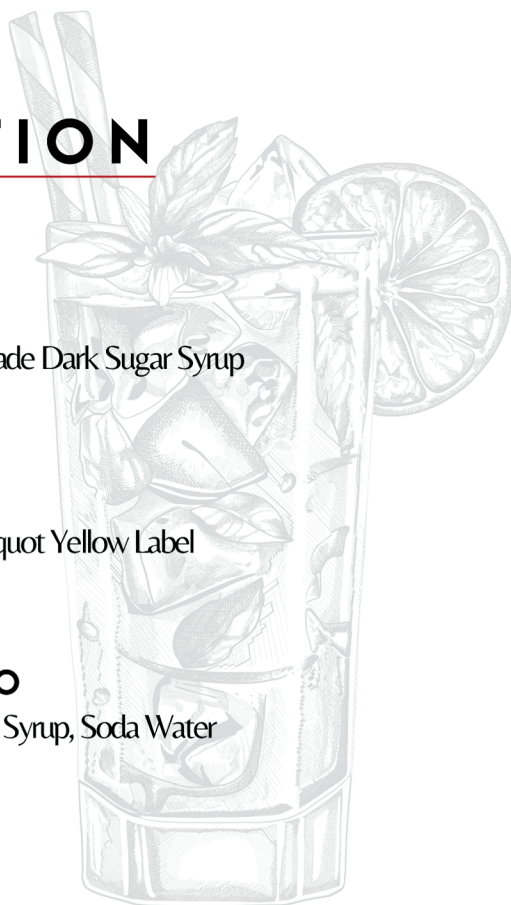 TION
ade Dark Sugar Syrup
quot Yellow Label
O
Syrup, Soda Water